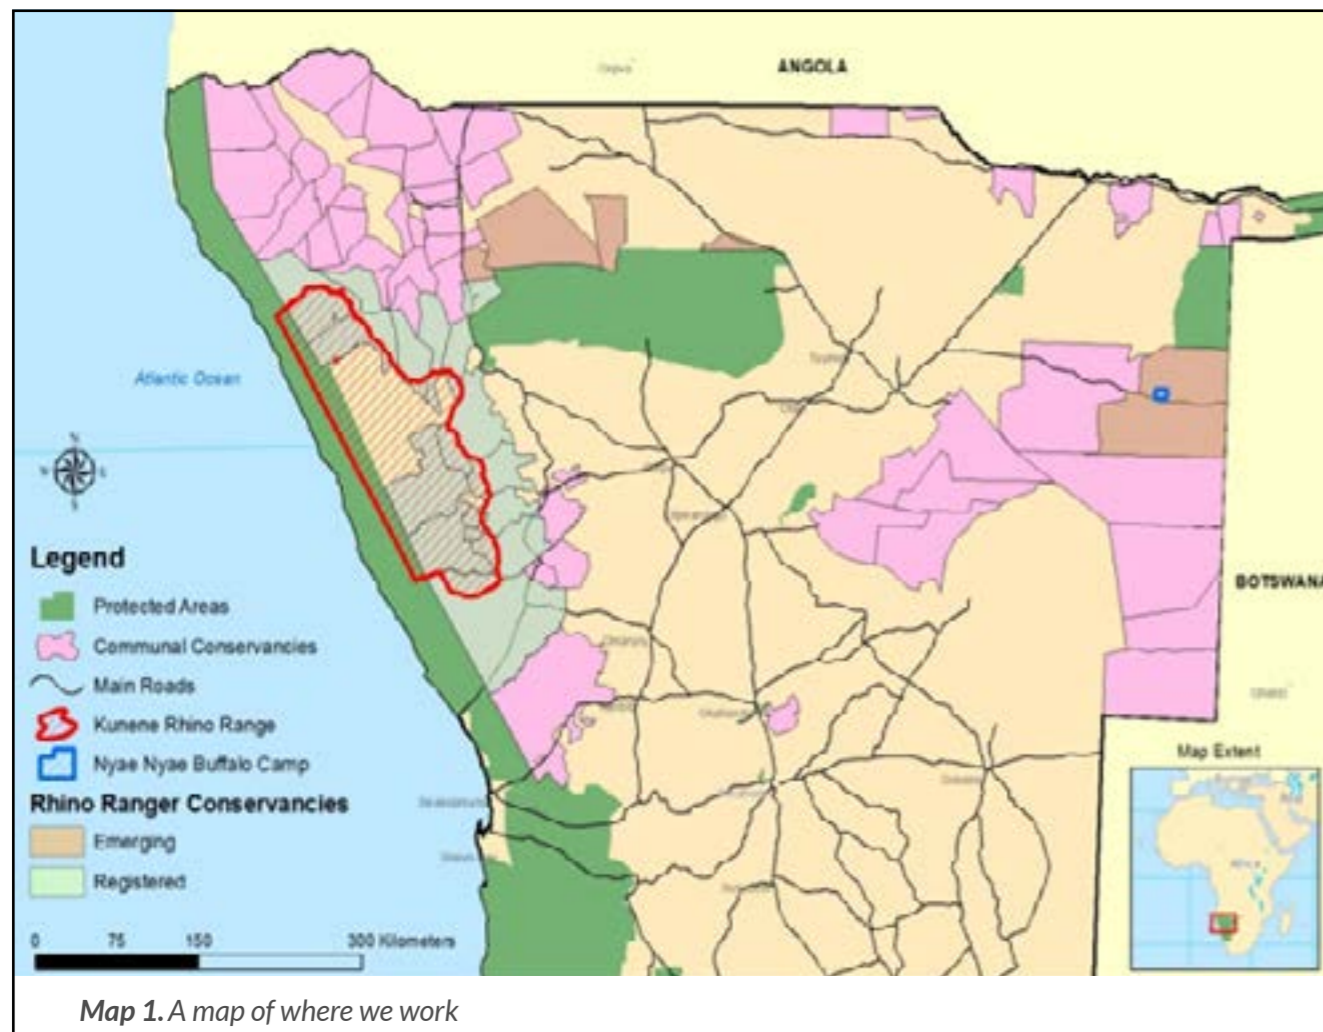 ANGOLA
Atlantic Ocean
BOTSWANA
N
S
Legend
Protected Areas
Communal Conservancies
Main Roads
Kunene Rhino Range
Nyae Nyae Buffalo Camp
Rhino Ranger Conservancies
Emerging
Registered
0 75 150 300 Kilometers
Map Extent
Map 1. A map of where we work